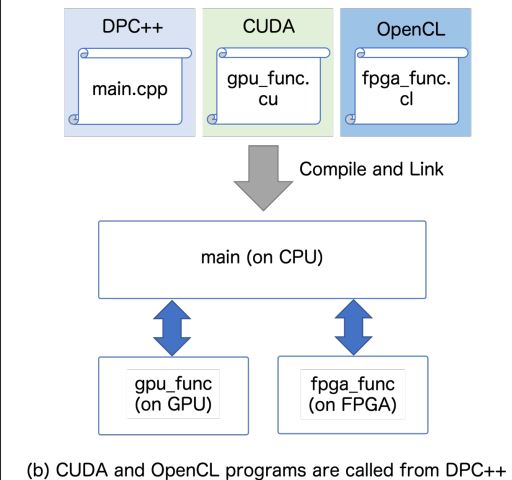 DPC++
CUDA
OpenCL
main.cpp
gpu_func.
cu
fpga_func.
cl
Compile and Link
main (on CPU)
gpu_func
(on GPU)
fpga_func
(on FPGA)
(b) CUDA and OpenCL programs are called from DPC++